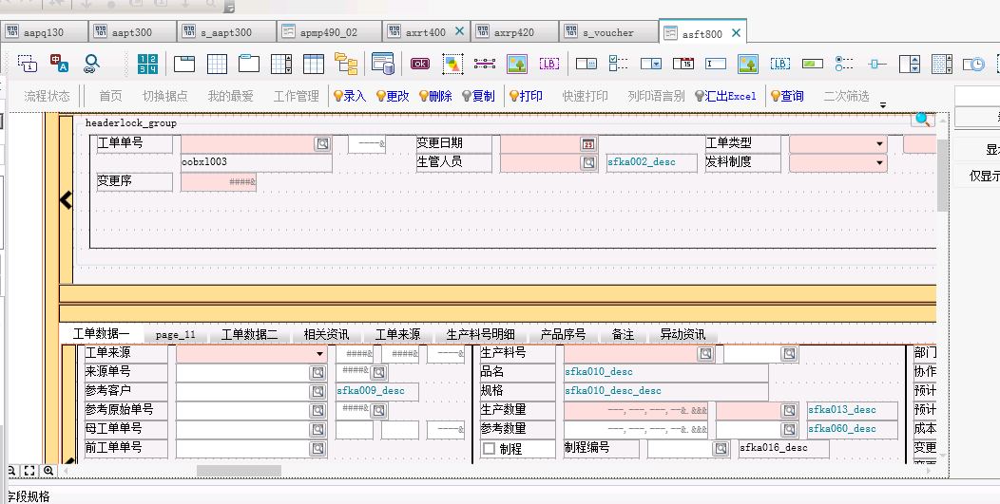 aapq130 aapt300 s_aapt300 apmp490_02 axrt400 axrp420 s_voucher asft800
流程状态 首页 切换据点 我的最爱 工作管理 录入 更改 删除 复制 打印 快速打印 列印语言别 汇出Excel 查询 二次筛选
headerlock_group
工单单号 ----& 变更日期 工单类型
oobxl003 生管人员 sfka002_desc 发料制度
变更序 ####&
仅显示
工单数据一 page_11 工单数据二 相关资讯 工单来源 生产料号明细 产品序号 备注 异动资讯
工单来源 ####& ####& ----& 生产料号 部门
来源单号 ####& 品名 sfka010_desc 协作
参考客户 sfka009_desc 规格 sfka010_desc_desc 预计
参考原始单号 ####& 生产数量 ---,---,---,--&.&&& sfka013_desc 预计
母工单单号 ----& 参考数量 ---,---,---,--&.&&& sfka060_desc 成本
前工单单号 制程 制程编号 sfka016_desc 变更
字段规格